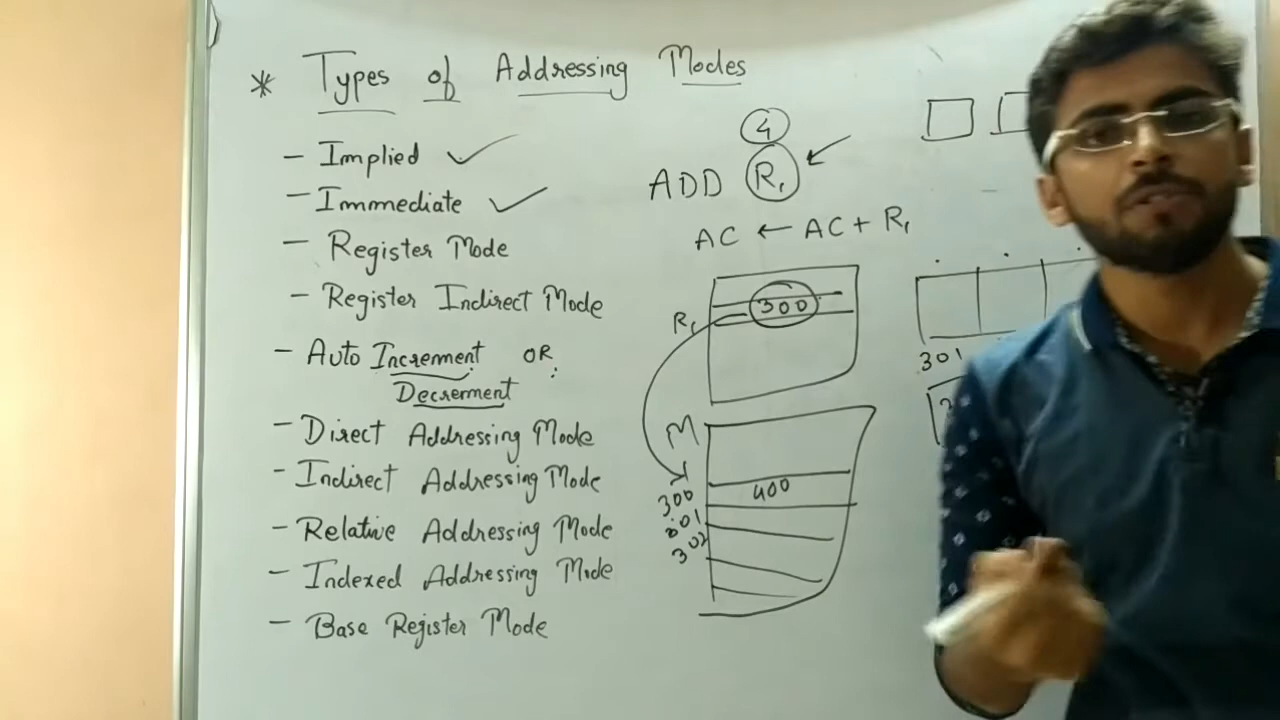 * Types of Addressing Modes
- Implied ✓
- Immediate ✓
- Register Mode
- Register Indirect Mode
- Auto Increment OR
Decrement
- Direct Addressing Mode
- Indirect Addressing Mode
- Relative Addressing Mode
- Indexed Addressing Mode
- Base Register Mode
4
ADD R₁
AC ← AC + R₁
R₁ 300
M
300 400
301
302
301